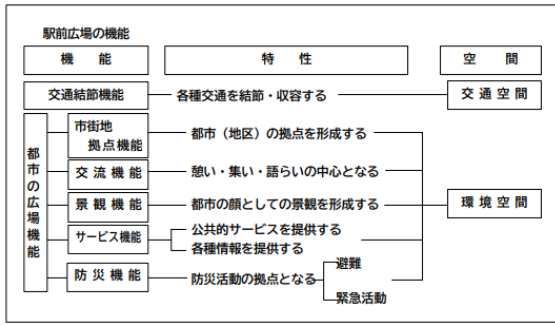 駅前広場の機能
機能 特性 空間
交通結節機能 各種交通を結節・収容する 交通空間
都市の広場機能
市街地
拠点機能
都市（地区）の拠点を形成する
交流機能 憩い・集い・語らいの中心となる
景観機能 都市の顔としての景観を形成する 環境空間
サービス機能
公共的サービスを提供する
各種情報を提供する
防災機能 防災活動の拠点となる
避難
緊急活動